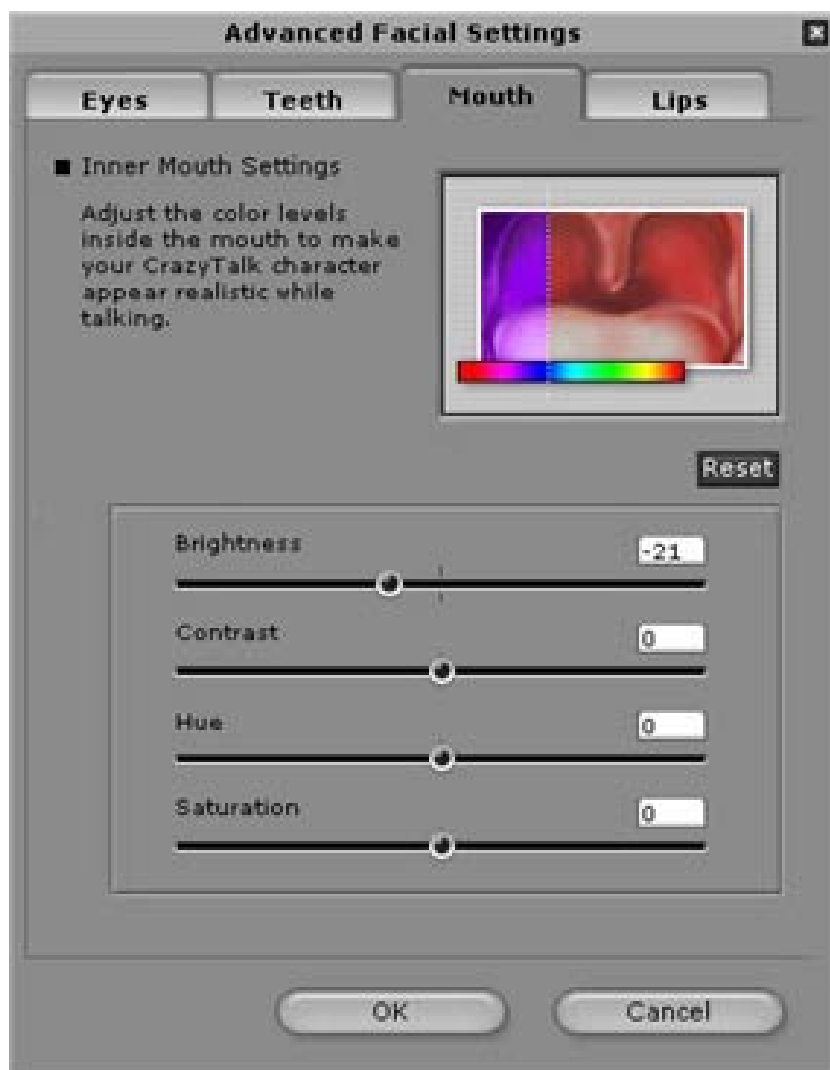 Advanced Facial Settings
Eyes Teeth Mouth Lips
Inner Mouth Settings
Adjust the color levels
inside the mouth to make
your CrazyTalk character
appear realistic while
talking.
Reset
Brightness -21
Contrast 0
Hue 0
Saturation 0
OK Cancel